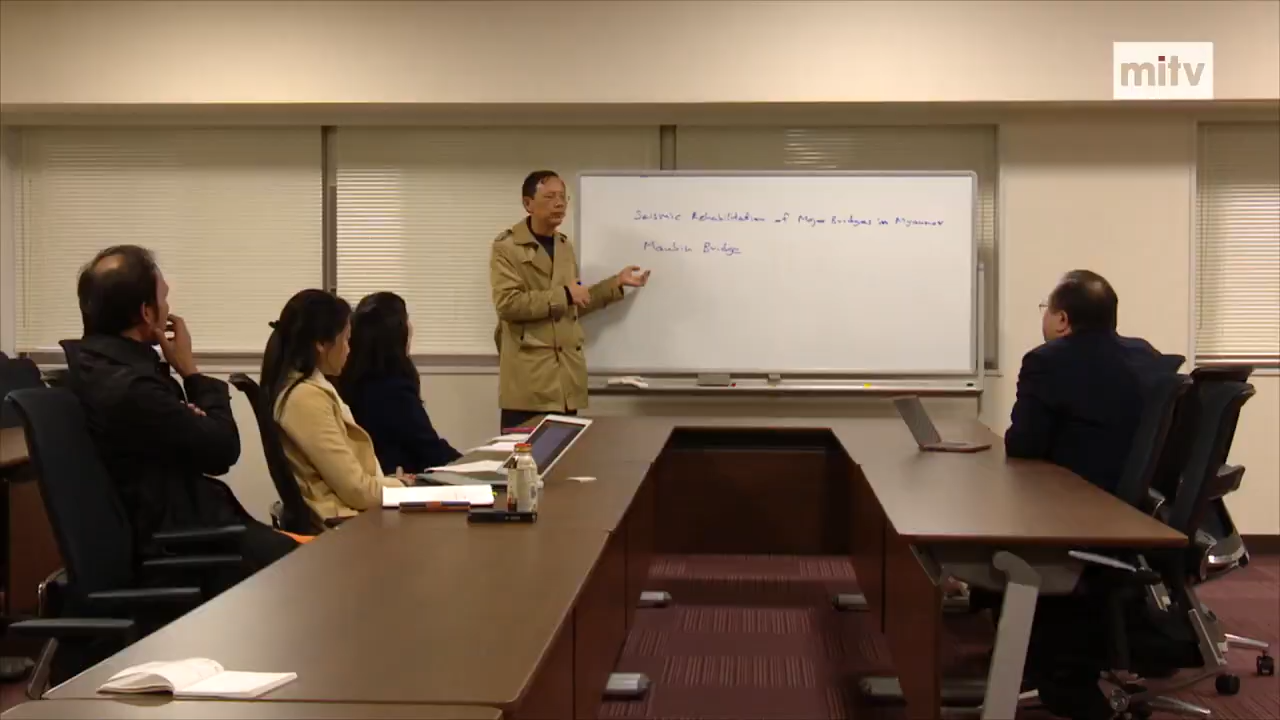 mitv
Seismic Rehabilitation of Major Bridges in Myanmar
Maubin Bridge